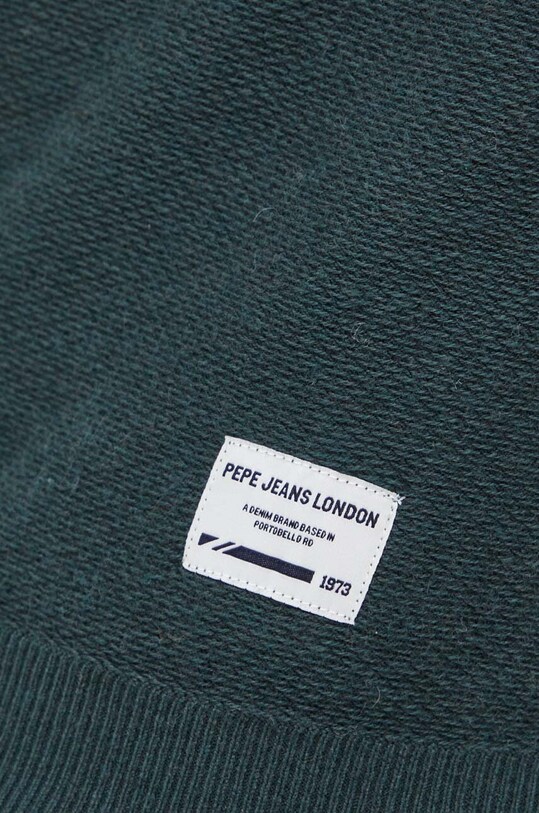 PEPE JEANS LONDON
A DENIM BRAND BASED IN
PORTOBELLO RD
1973